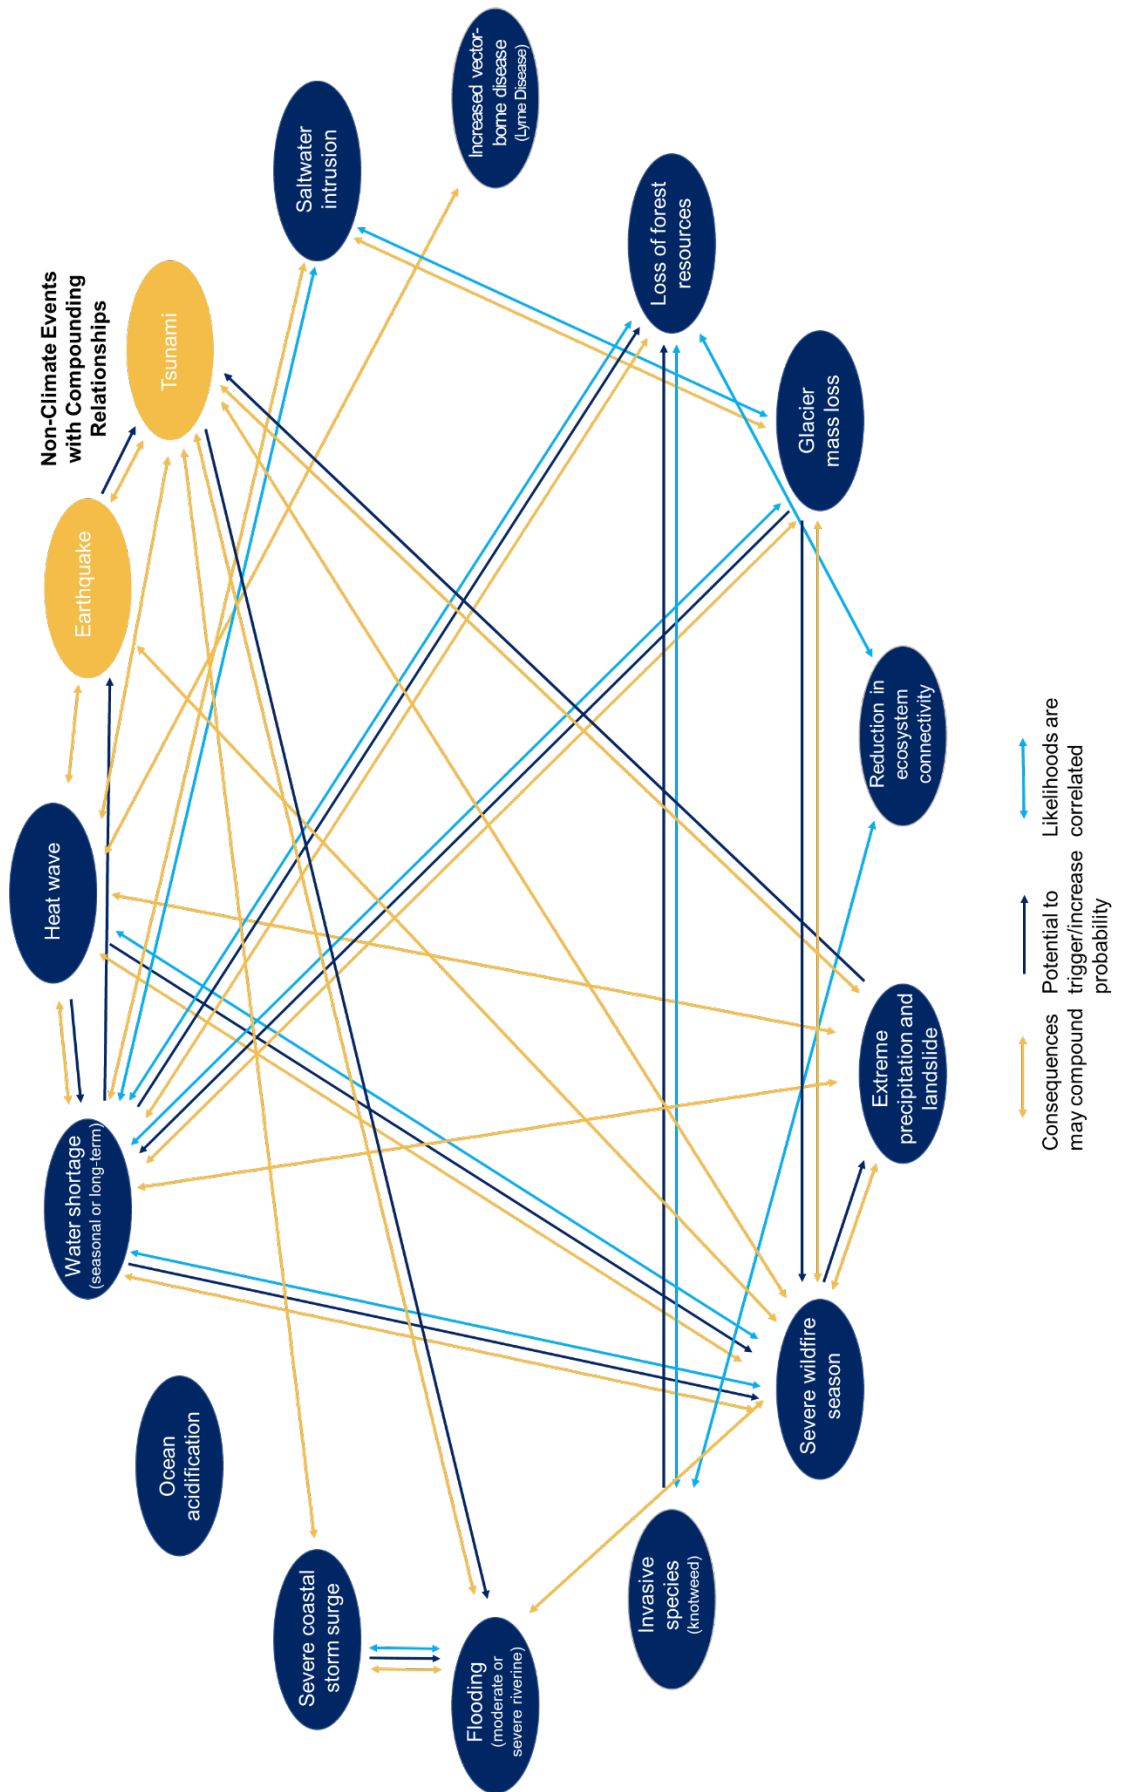 Non-Climate Events
with Compounding
Relationships
Ocean
acidification
Water shortage
(seasonal or long-term)
Heat wave
Earthquake
Tsunami
Saltwater
intrusion
Increased vector-
borne disease
(Lyme Disease)
Loss of forest
resources
Glacier
mass loss
Reduction in
ecosystem
connectivity
Extreme
precipitation and
landslide
Severe wildfire
season
Invasive
species
(knotweed)
Flooding
(moderate or
severe riverine)
Severe coastal
storm surge
Consequences
may compound
Potential to
trigger/increase
probability
Likelihoods are
correlated